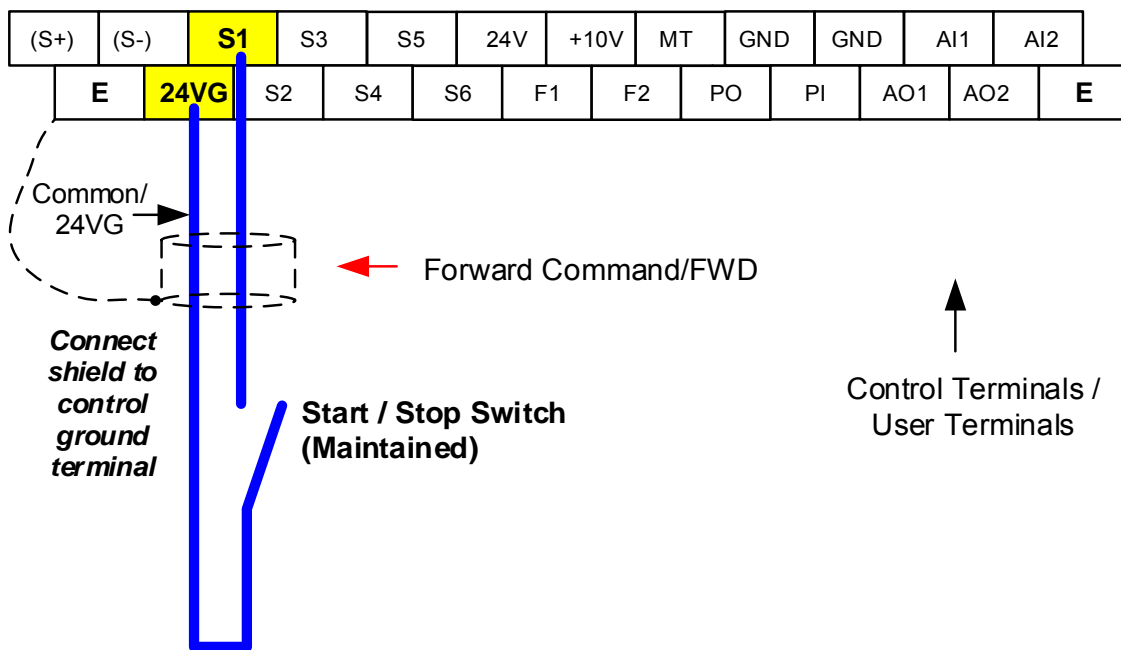 (S+) (S-) S1 S3 S5 24V +10V MT GND GND AI1 AI2
E 24VG S2 S4 S6 F1 F2 PO PI AO1 AO2 E
Common/
24VG
Forward Command/FWD
Connect
shield to
control
ground
terminal
Start / Stop Switch
(Maintained)
Control Terminals /
User Terminals